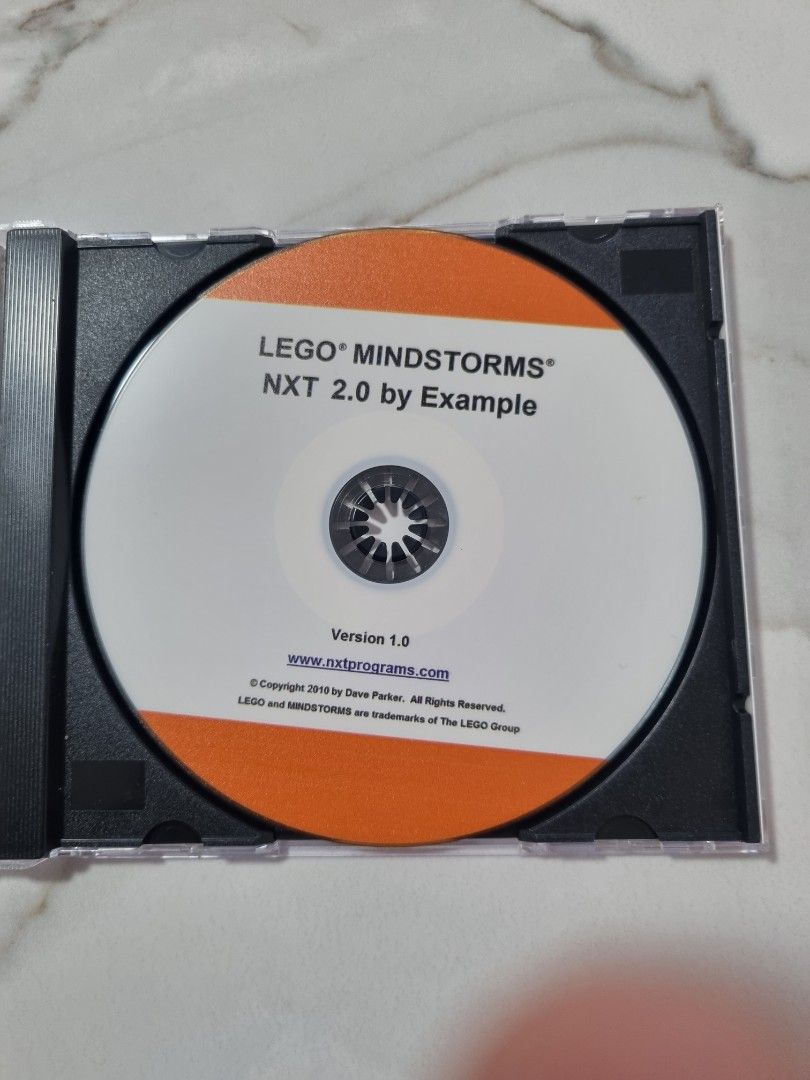 LEGO® MINDSTORMS®
NXT 2.0 by Example
Version 1.0
www.nxtprograms.com
© Copyright 2010 by Dave Parker. All Rights Reserved.
LEGO and MINDSTORMS are trademarks of The LEGO Group